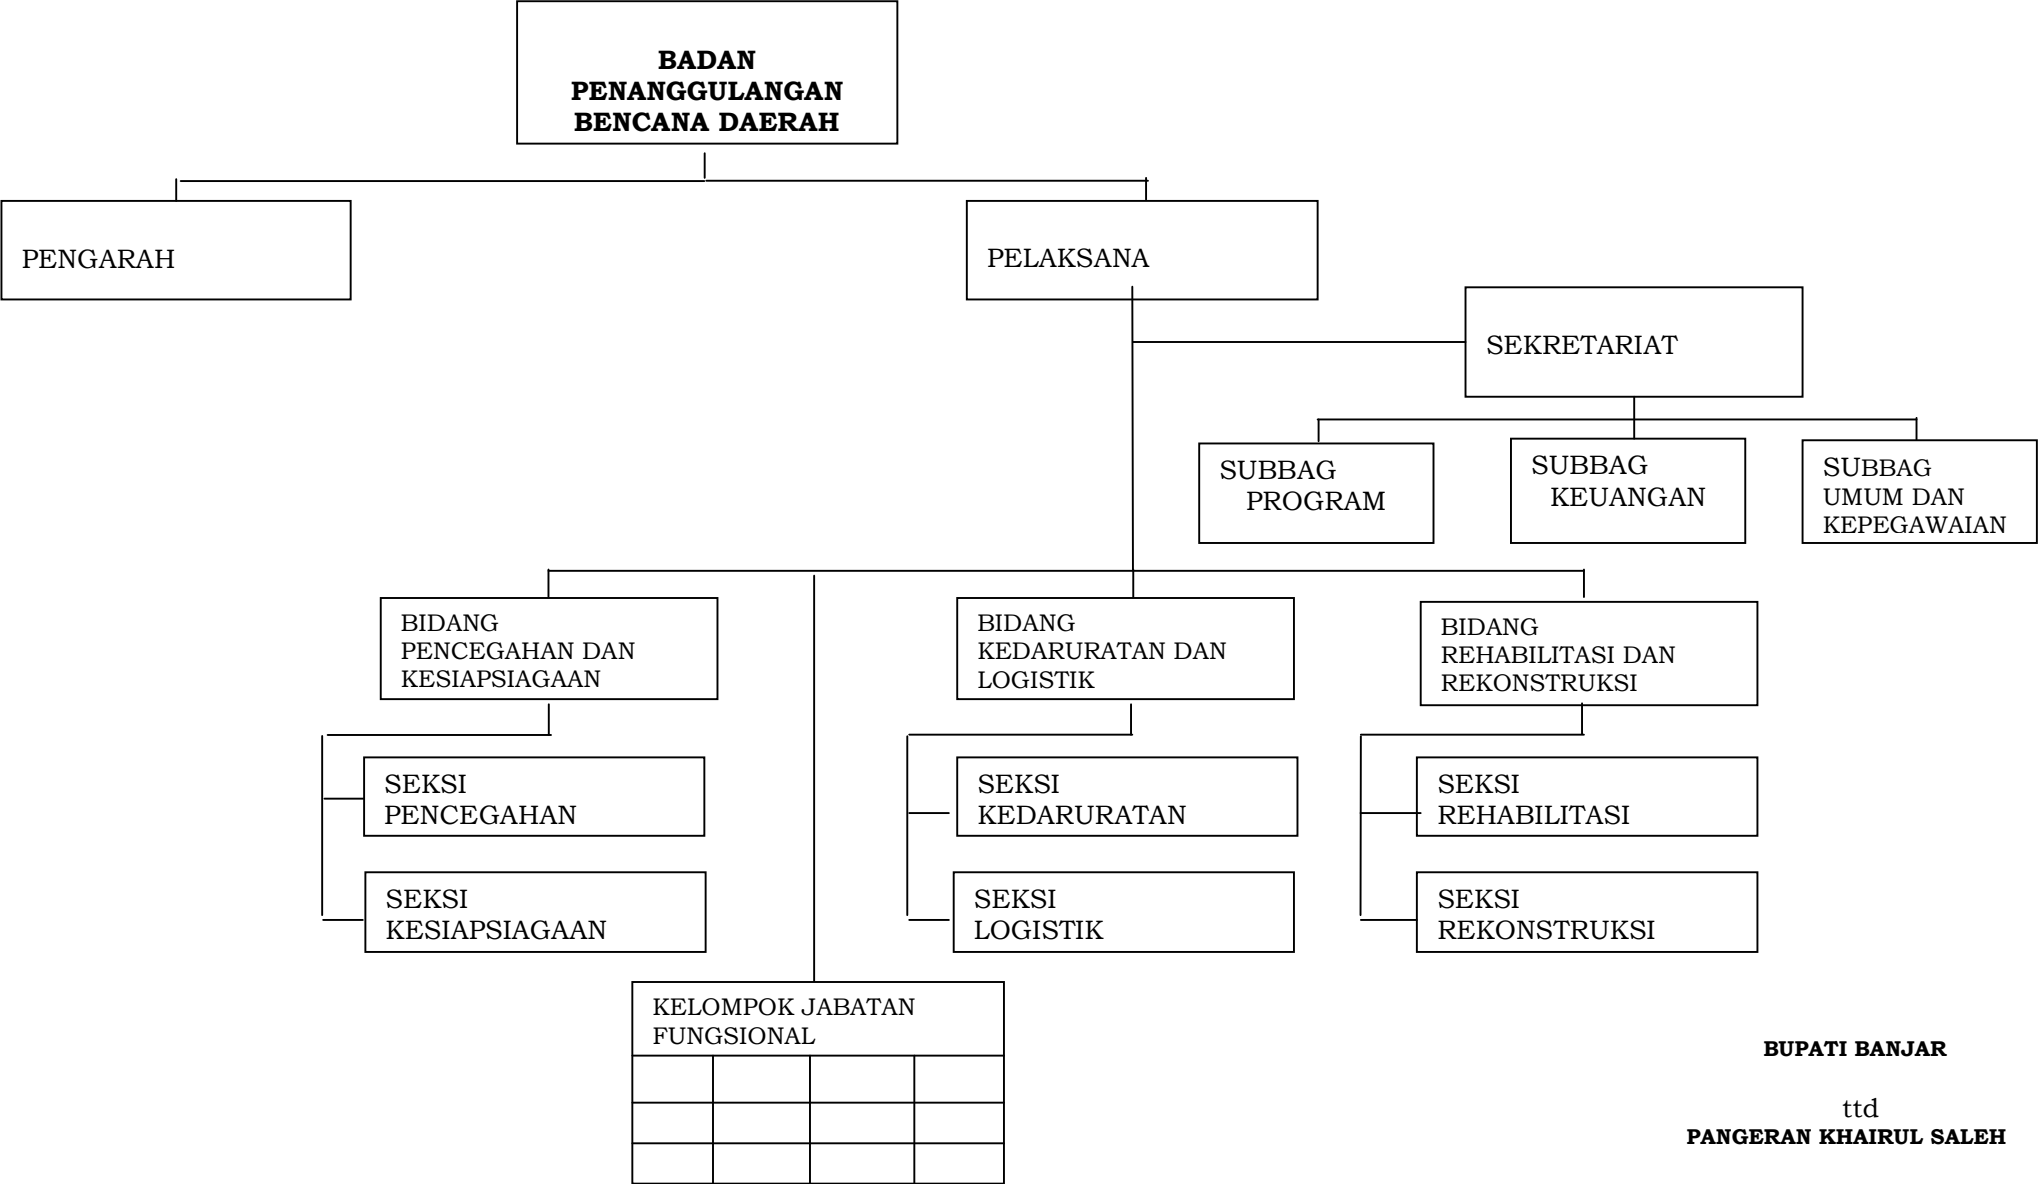 BADAN
PENANGGULANGAN
BENCANA DAERAH
PENGARAH
PELAKSANA
SEKRETARIAT
SUBBAG
PROGRAM
SUBBAG
KEUANGAN
SUBBAG
UMUM DAN
KEPEGAWAIAN
BIDANG
PENCEGAHAN DAN
KESIAPSIAGAAN
BIDANG
KEDARURATAN DAN
LOGISTIK
BIDANG
REHABILITASI DAN
REKONSTRUKSI
SEKSI
PENCEGAHAN
SEKSI
KEDARURATAN
SEKSI
REHABILITASI
SEKSI
KESIAPSIAGAAN
SEKSI
LOGISTIK
SEKSI
REKONSTRUKSI
KELOMPOK JABATAN
FUNGSIONAL
BUPATI BANJAR
ttd
PANGERAN KHAIRUL SALEH